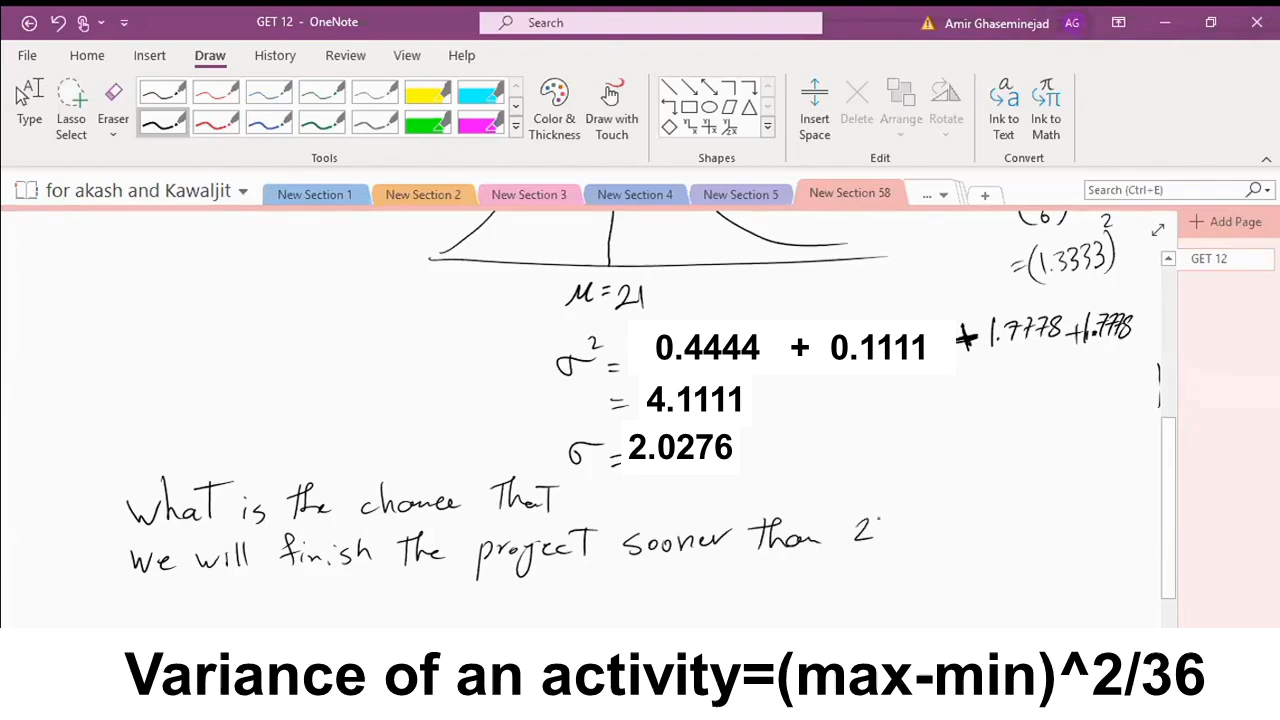 GET 12 - OneNote
Search
Amir Ghaseminejad AG
File Home Insert Draw History Review View Help
Type Lasso Select Eraser
Color & Thickness
Draw with Touch
Insert Space
Delete Arrange Rotate
Ink to Text
Ink to Math
Tools Shapes Edit Convert
for akash and Kawaljit
New Section 1 New Section 2 New Section 3 New Section 4 New Section 5 New Section 58 ... +
Search (Ctrl+E)
+ Add Page
GET 12
(6) 2
=(1.3333)
μ = 21
σ² = 0.4444 + 0.1111 + 1.7778+1.7778
= 4.1111
σ = 2.0276
What is the chance that
we will finish the project sooner than 2
Variance of an activity=(max-min)^2/36